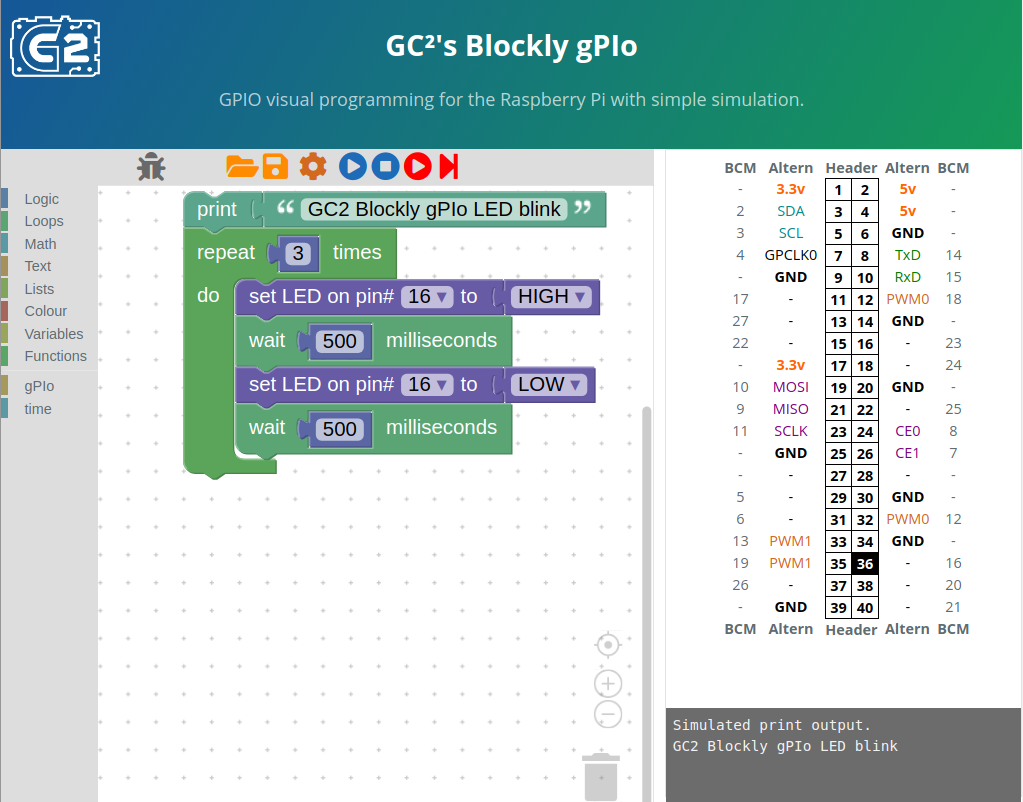 G2
GC²'s Blockly gPIo
GPIO visual programming for the Raspberry Pi with simple simulation.
Logic
Loops
Math
Text
Lists
Colour
Variables
Functions
gPIo
time
print “ GC2 Blockly gPIo LED blink ”
repeat 3 times
do set LED on pin# 16 ▾ to HIGH ▾
wait 500 milliseconds
set LED on pin# 16 ▾ to LOW ▾
wait 500 milliseconds
BCM Altern Header Altern BCM
- 3.3v 1 2 5v -
2 SDA 3 4 5v -
3 SCL 5 6 GND -
4 GPCLK0 7 8 TxD 14
- GND 9 10 RxD 15
17 - 11 12 PWM0 18
27 - 13 14 GND -
22 - 15 16 - 23
- 3.3v 17 18 - 24
10 MOSI 19 20 GND -
9 MISO 21 22 - 25
11 SCLK 23 24 CE0 8
- GND 25 26 CE1 7
- - 27 28 - -
5 - 29 30 GND -
6 - 31 32 PWM0 12
13 PWM1 33 34 GND -
19 PWM1 35 36 - 16
26 - 37 38 - 20
- GND 39 40 - 21
BCM Altern Header Altern BCM
Simulated print output.
GC2 Blockly gPIo LED blink